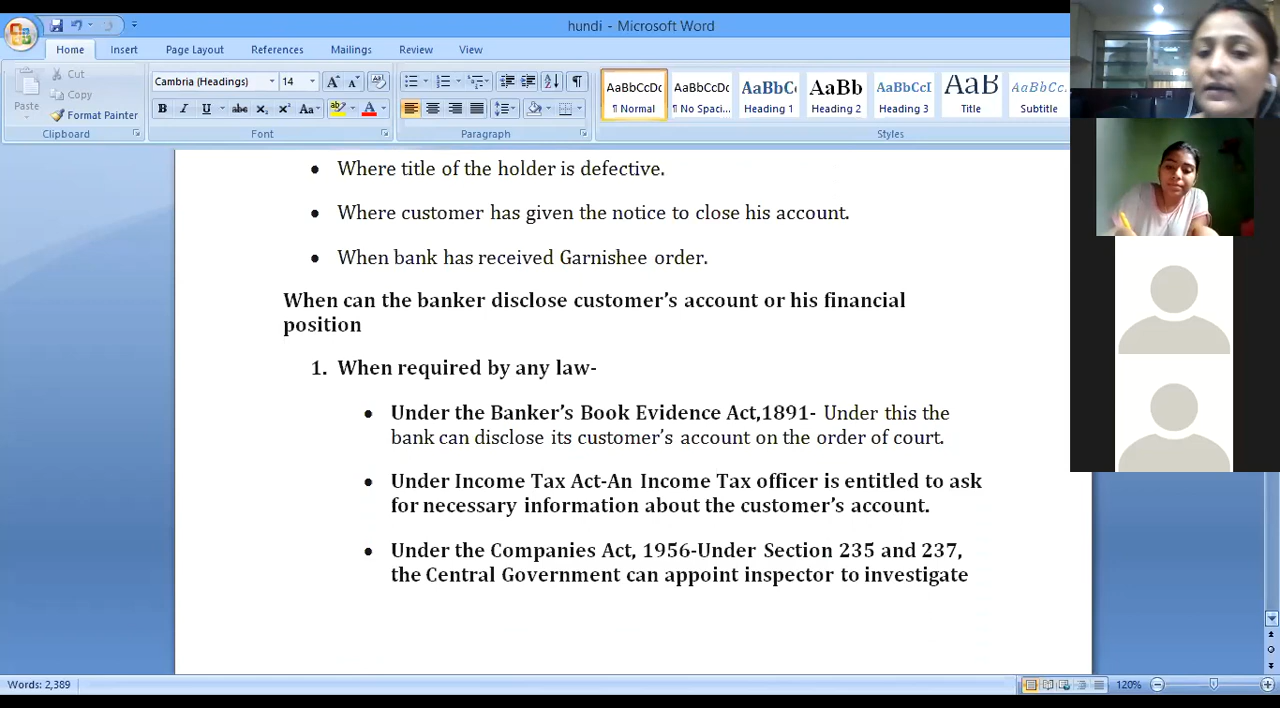 hundi - Microsoft Word
Home Insert Page Layout References Mailings Review View
Paste
Cut
Copy
Format Painter
Clipboard
Cambria (Headings) 14
Font
Paragraph
AaBbCcDc AaBbCcDc AaBbC AaBb AaBbCcI AaB AaBbCc.
¶ Normal ¶ No Spaci... Heading 1 Heading 2 Heading 3 Title Subtitle
Styles
• Where title of the holder is defective.
• Where customer has given the notice to close his account.
• When bank has received Garnishee order.
When can the banker disclose customer’s account or his financial
position
1. When required by any law-
• Under the Banker’s Book Evidence Act,1891- Under this the
bank can disclose its customer’s account on the order of court.
• Under Income Tax Act-An Income Tax officer is entitled to ask
for necessary information about the customer’s account.
• Under the Companies Act, 1956-Under Section 235 and 237,
the Central Government can appoint inspector to investigate
Words: 2,389
120%